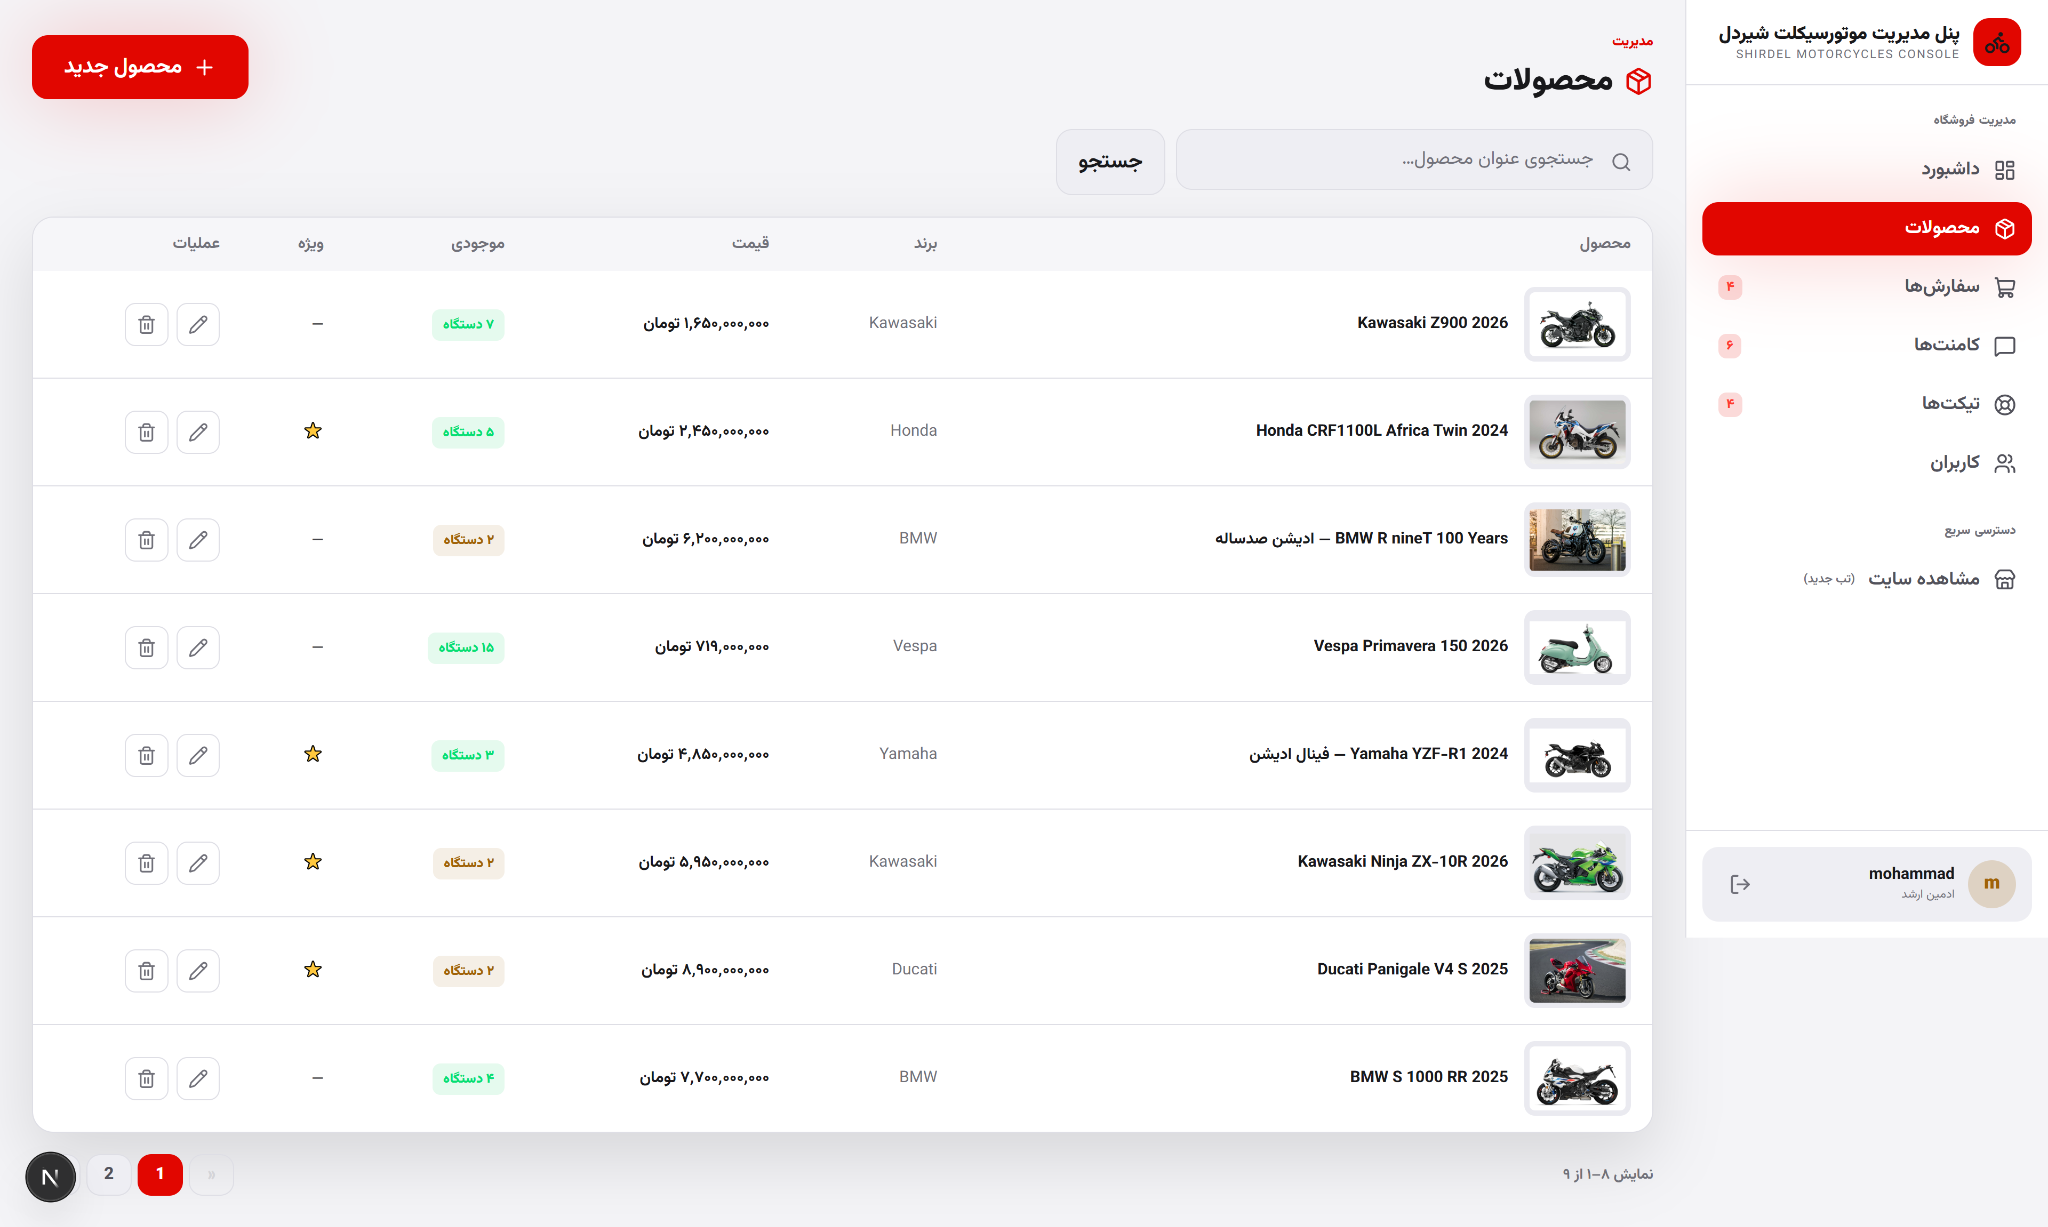 پنل مدیریت موتورسیکلت شیردل
SHIRDEL MOTORCYCLES CONSOLE
مدیریت فروشگاه
داشبورد
محصولات
سفارش‌ها ۴
کامنت‌ها ۶
تیکت‌ها ۴
کاربران
دسترسی سریع
مشاهده سایت (تب جدید)
m
mohammad
ادمین ارشد
مدیریت
محصولات
+ محصول جدید
جستجوی عنوان محصول...
جستجو
محصول برند قیمت موجودی ویژه عملیات
Kawasaki Z900 2026 Kawasaki ۱,۶۵۰,۰۰۰,۰۰۰ تومان ۷ دستگاه —
Honda CRF1100L Africa Twin 2024 Honda ۲,۴۵۰,۰۰۰,۰۰۰ تومان ۵ دستگاه
BMW R nineT 100 Years — ادیشن صدساله BMW ۶,۲۰۰,۰۰۰,۰۰۰ تومان ۲ دستگاه —
Vespa Primavera 150 2026 Vespa ۷۱۹,۰۰۰,۰۰۰ تومان ۱۵ دستگاه —
Yamaha YZF-R1 2024 — فینال ادیشن Yamaha ۴,۸۵۰,۰۰۰,۰۰۰ تومان ۳ دستگاه
Kawasaki Ninja ZX-10R 2026 Kawasaki ۵,۹۵۰,۰۰۰,۰۰۰ تومان ۲ دستگاه
Ducati Panigale V4 S 2025 Ducati ۸,۹۰۰,۰۰۰,۰۰۰ تومان ۲ دستگاه
BMW S 1000 RR 2025 BMW ۷,۷۰۰,۰۰۰,۰۰۰ تومان ۴ دستگاه —
نمایش ۱–۸ از ۹
« 1 2
N